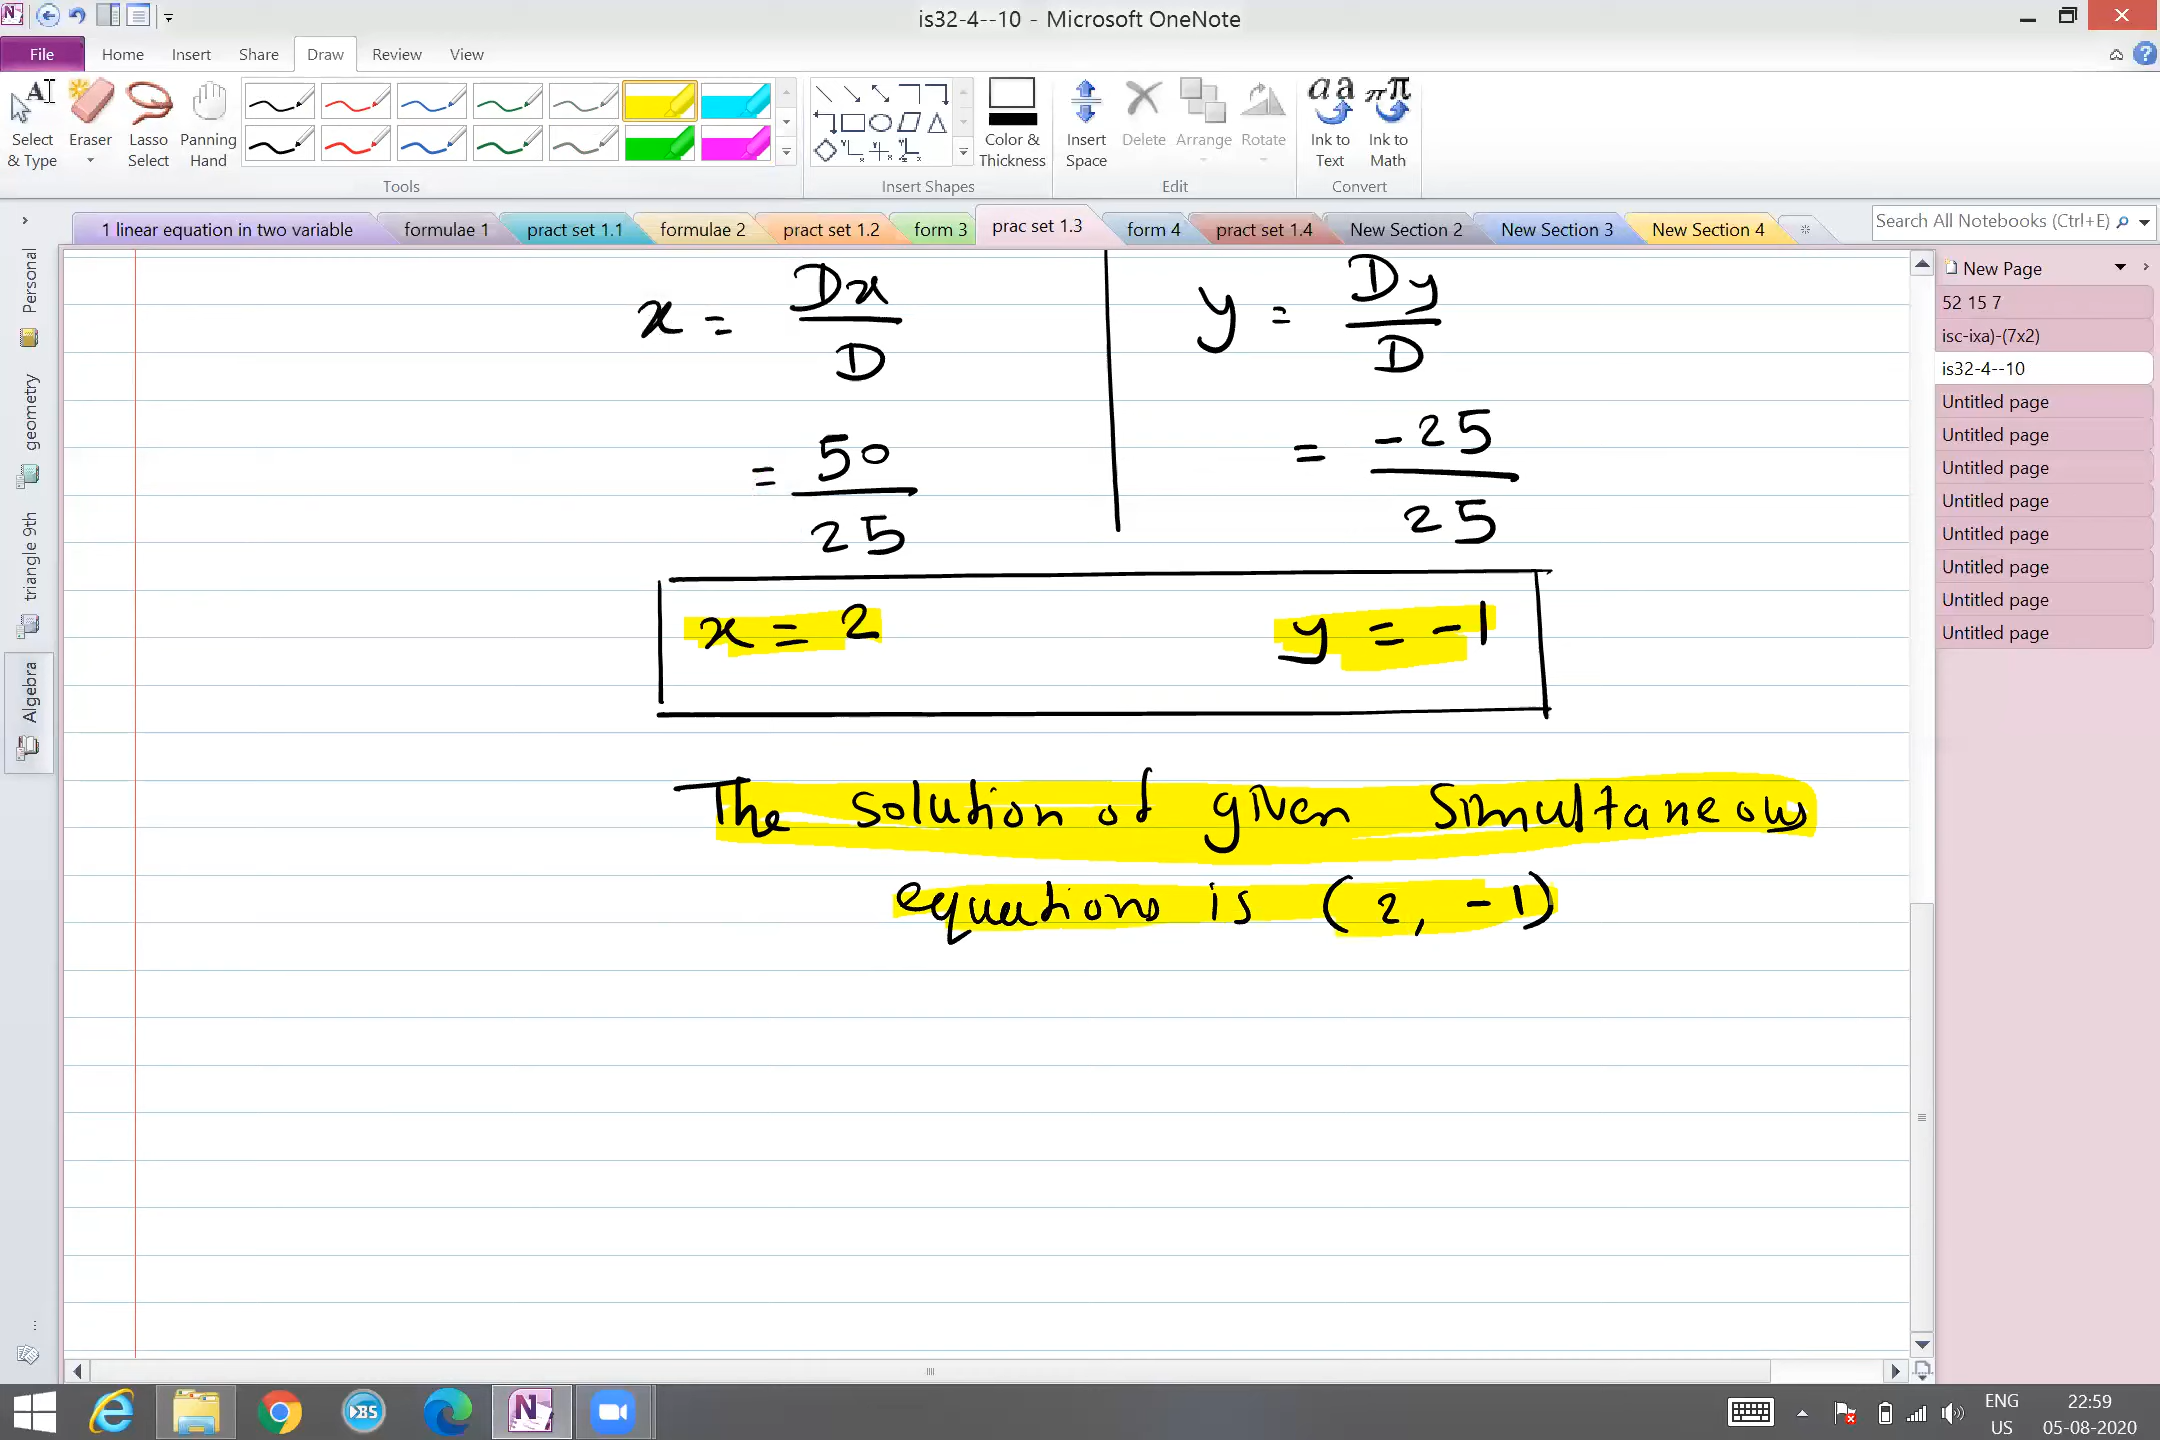 is32-4--10 - Microsoft OneNote
File Home Insert Share Draw Review View
Select & Type
Eraser
Lasso Select
Panning Hand
Color & Thickness
Insert Space
Delete
Arrange
Rotate
Ink to Text
Ink to Math
Tools
Insert Shapes
Edit
Convert
1 linear equation in two variable formulae 1 pract set 1.1 formulae 2 pract set 1.2 form 3 prac set 1.3 form 4 pract set 1.4 New Section 2 New Section 3 New Section 4
Search All Notebooks (Ctrl+E)
Personal
geometry
triangle 9th
Algebra
x = Dx/D
y = Dy/D
= 50/25
= -25/25
x = 2
y = -1
The solution of given simultaneous
equations is (2, -1)
New Page
52 15 7
isc-ixa)-(7x2)
is32-4--10
Untitled page
Untitled page
Untitled page
Untitled page
Untitled page
Untitled page
Untitled page
Untitled page
ENG
US
22:59
05-08-2020